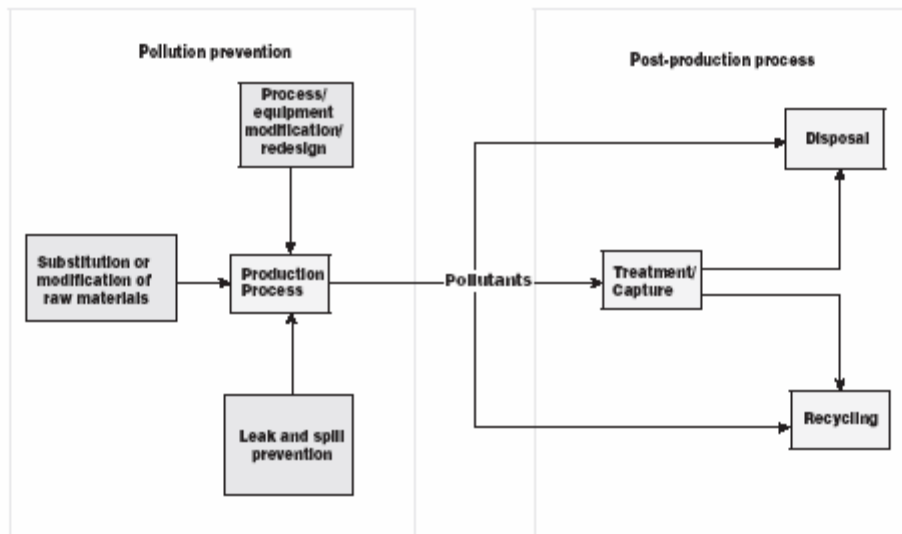 Pollution prevention
Process/
equipment
modification/
redesign
Substitution or
modification of
raw materials
Production
Process
Leak and spill
prevention
Pollutants
Post-production process
Disposal
Treatment/
Capture
Recycling